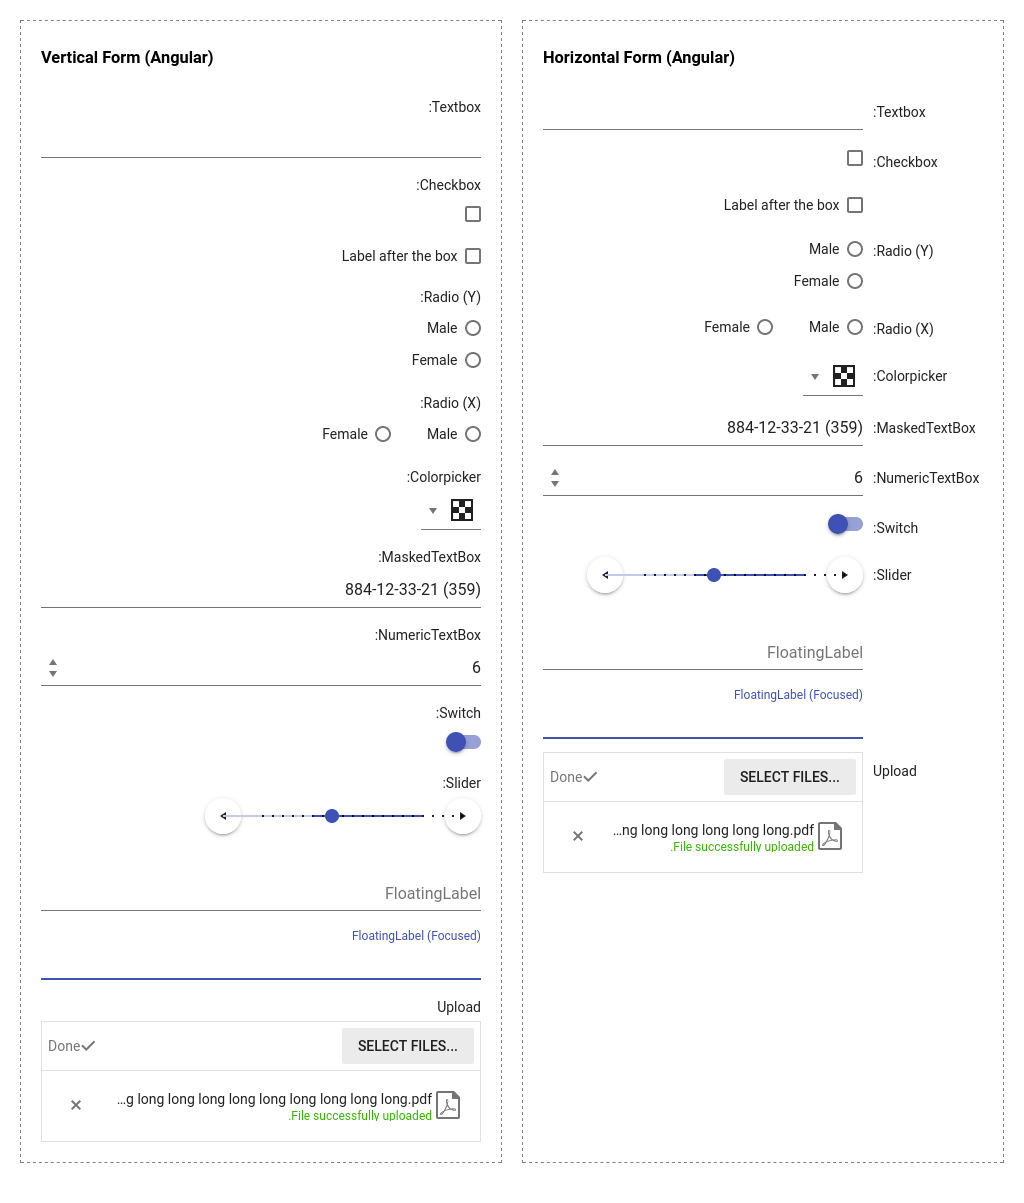 Vertical Form (Angular)
:Textbox
:Checkbox
Label after the box
:Radio (Y)
Male
Female
:Radio (X)
Female Male
:Colorpicker
:MaskedTextBox
884-12-33-21 (359)
:NumericTextBox
6
:Switch
:Slider
FloatingLabel
FloatingLabel (Focused)
Upload
Done SELECT FILES...
...g long long long long long long long long long.pdf
.File successfully uploaded
Horizontal Form (Angular)
:Textbox
:Checkbox
Label after the box
Male :Radio (Y)
Female
Female Male :Radio (X)
:Colorpicker
884-12-33-21 (359) :MaskedTextBox
6 :NumericTextBox
:Switch
:Slider
FloatingLabel
FloatingLabel (Focused)
Done SELECT FILES... Upload
...ng long long long long long.pdf
.File successfully uploaded